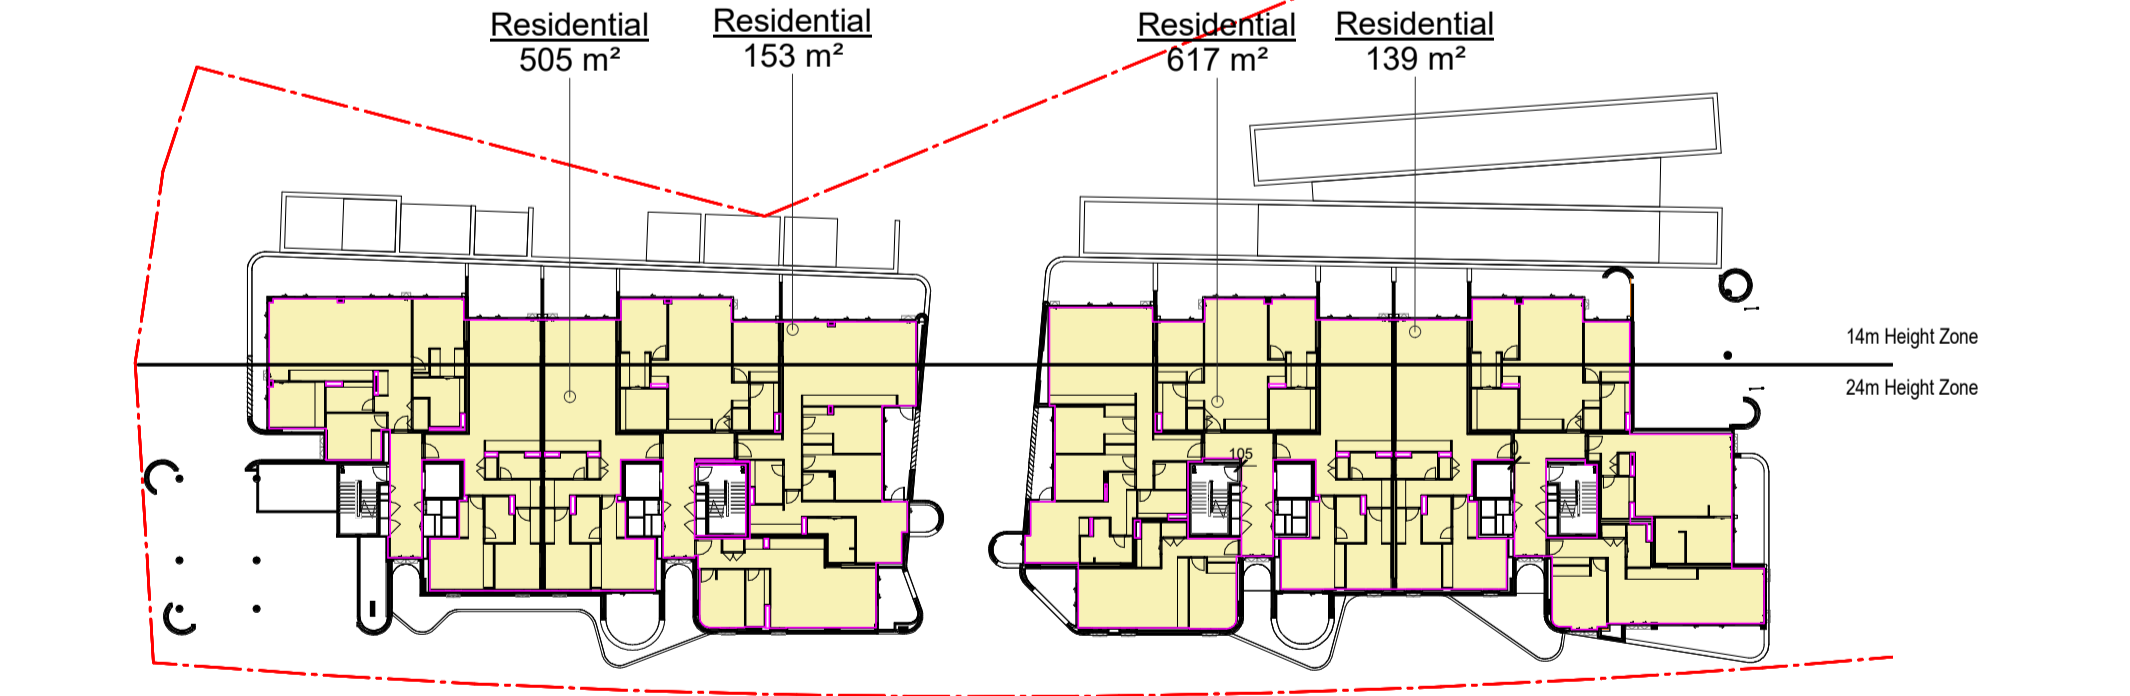 Residential
505 m²
Residential
153 m²
Residential
617 m²
Residential
139 m²
14m Height Zone
24m Height Zone
105